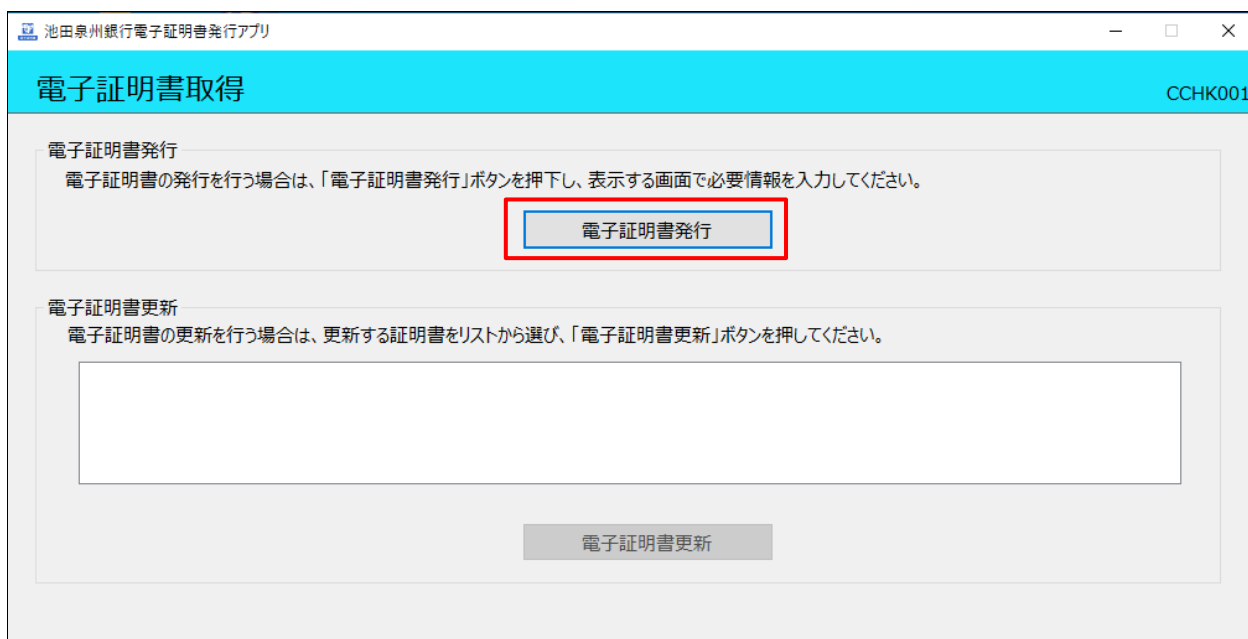 池田泉州銀行電子証明書発行アプリ
電子証明書取得
CCHK001
電子証明書発行
電子証明書の発行を行う場合は、「電子証明書発行」ボタンを押下し、表示する画面で必要情報を入力してください。
電子証明書発行
電子証明書更新
電子証明書の更新を行う場合は、更新する証明書をリストから選び、「電子証明書更新」ボタンを押してください。
電子証明書更新